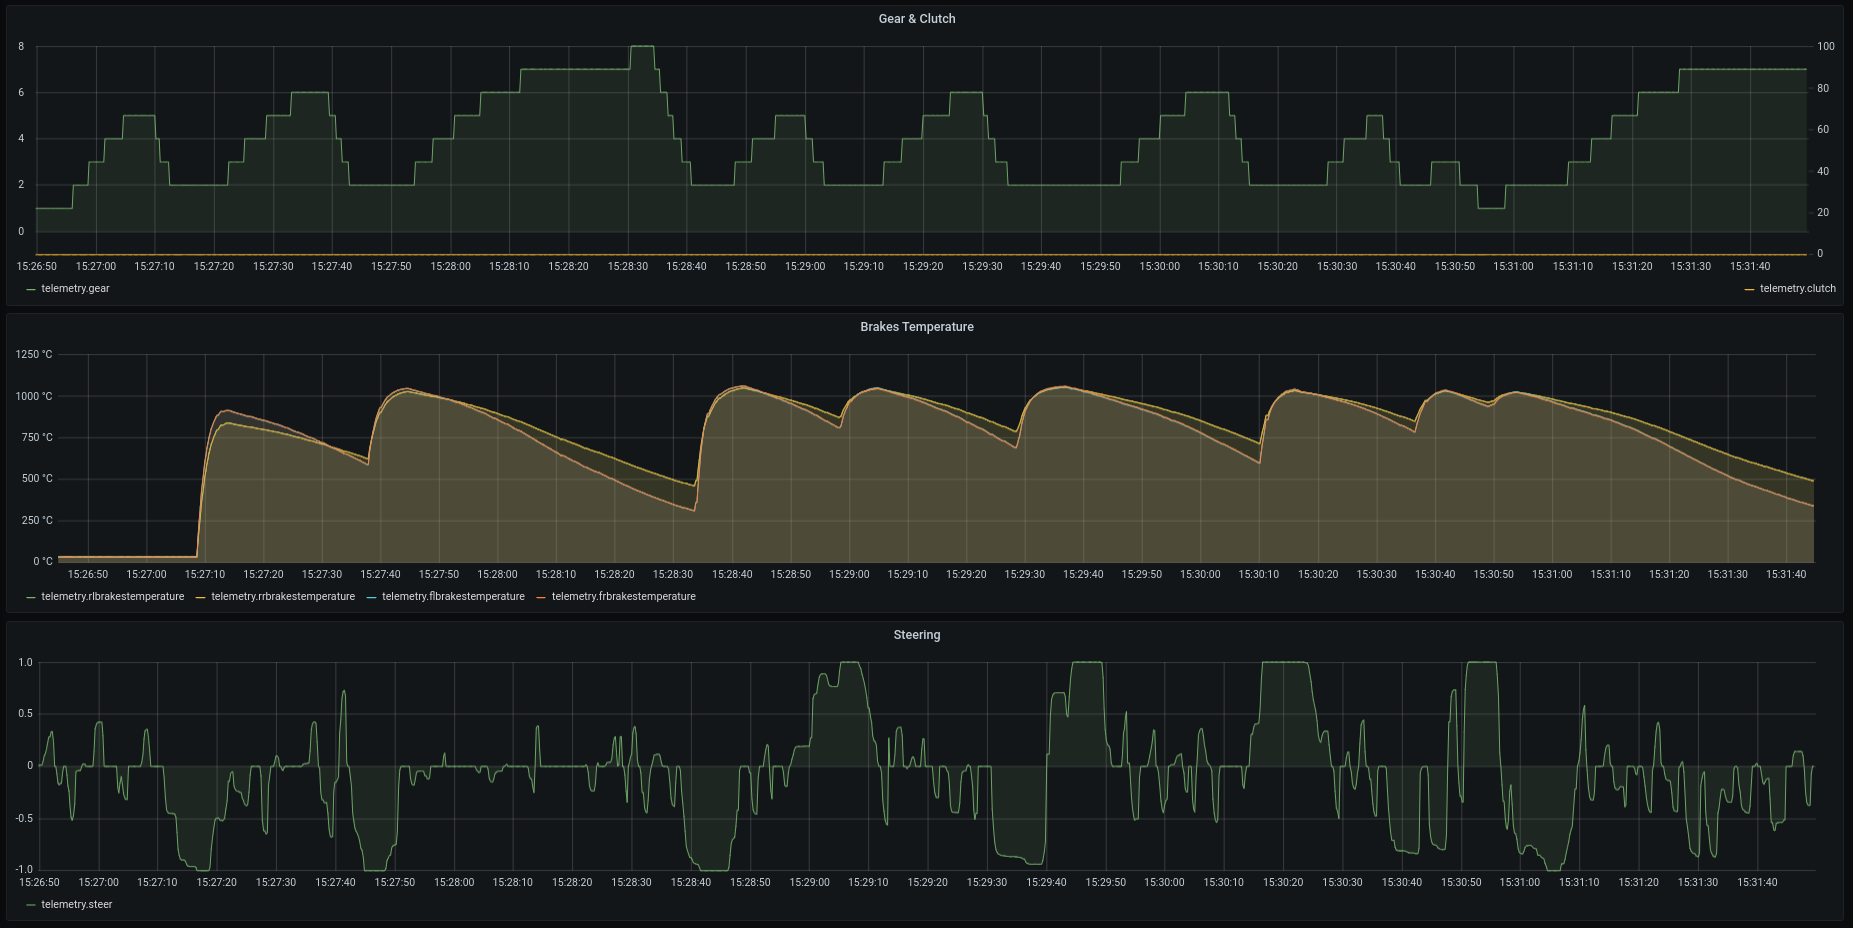 Gear & Clutch
8 100
6 80
4 60
40
2
20
0
0
15:26:50 15:27:00 15:27:10 15:27:20 15:27:30 15:27:40 15:27:50 15:28:00 15:28:10 15:28:20 15:28:30 15:28:40 15:28:50 15:29:00 15:29:10 15:29:20 15:29:30 15:29:40 15:29:50 15:30:00 15:30:10 15:30:20 15:30:30 15:30:40 15:30:50 15:31:00 15:31:10 15:31:20 15:31:30 15:31:40
telemetry.gear telemetry.clutch
Brakes Temperature
1250 °C
1000 °C
750 °C
500 °C
250 °C
0 °C
15:26:50 15:27:00 15:27:10 15:27:20 15:27:30 15:27:40 15:27:50 15:28:00 15:28:10 15:28:20 15:28:30 15:28:40 15:28:50 15:29:00 15:29:10 15:29:20 15:29:30 15:29:40 15:29:50 15:30:00 15:30:10 15:30:20 15:30:30 15:30:40 15:30:50 15:31:00 15:31:10 15:31:20 15:31:30 15:31:40
telemetry.rlbrakestemperature telemetry.rrbrakestemperature telemetry.flbrakestemperature telemetry.frbrakestemperature
Steering
1.0
0.5
0
-0.5
-1.0
15:26:50 15:27:00 15:27:10 15:27:20 15:27:30 15:27:40 15:27:50 15:28:00 15:28:10 15:28:20 15:28:30 15:28:40 15:28:50 15:29:00 15:29:10 15:29:20 15:29:30 15:29:40 15:29:50 15:30:00 15:30:10 15:30:20 15:30:30 15:30:40 15:30:50 15:31:00 15:31:10 15:31:20 15:31:30 15:31:40
telemetry.steer